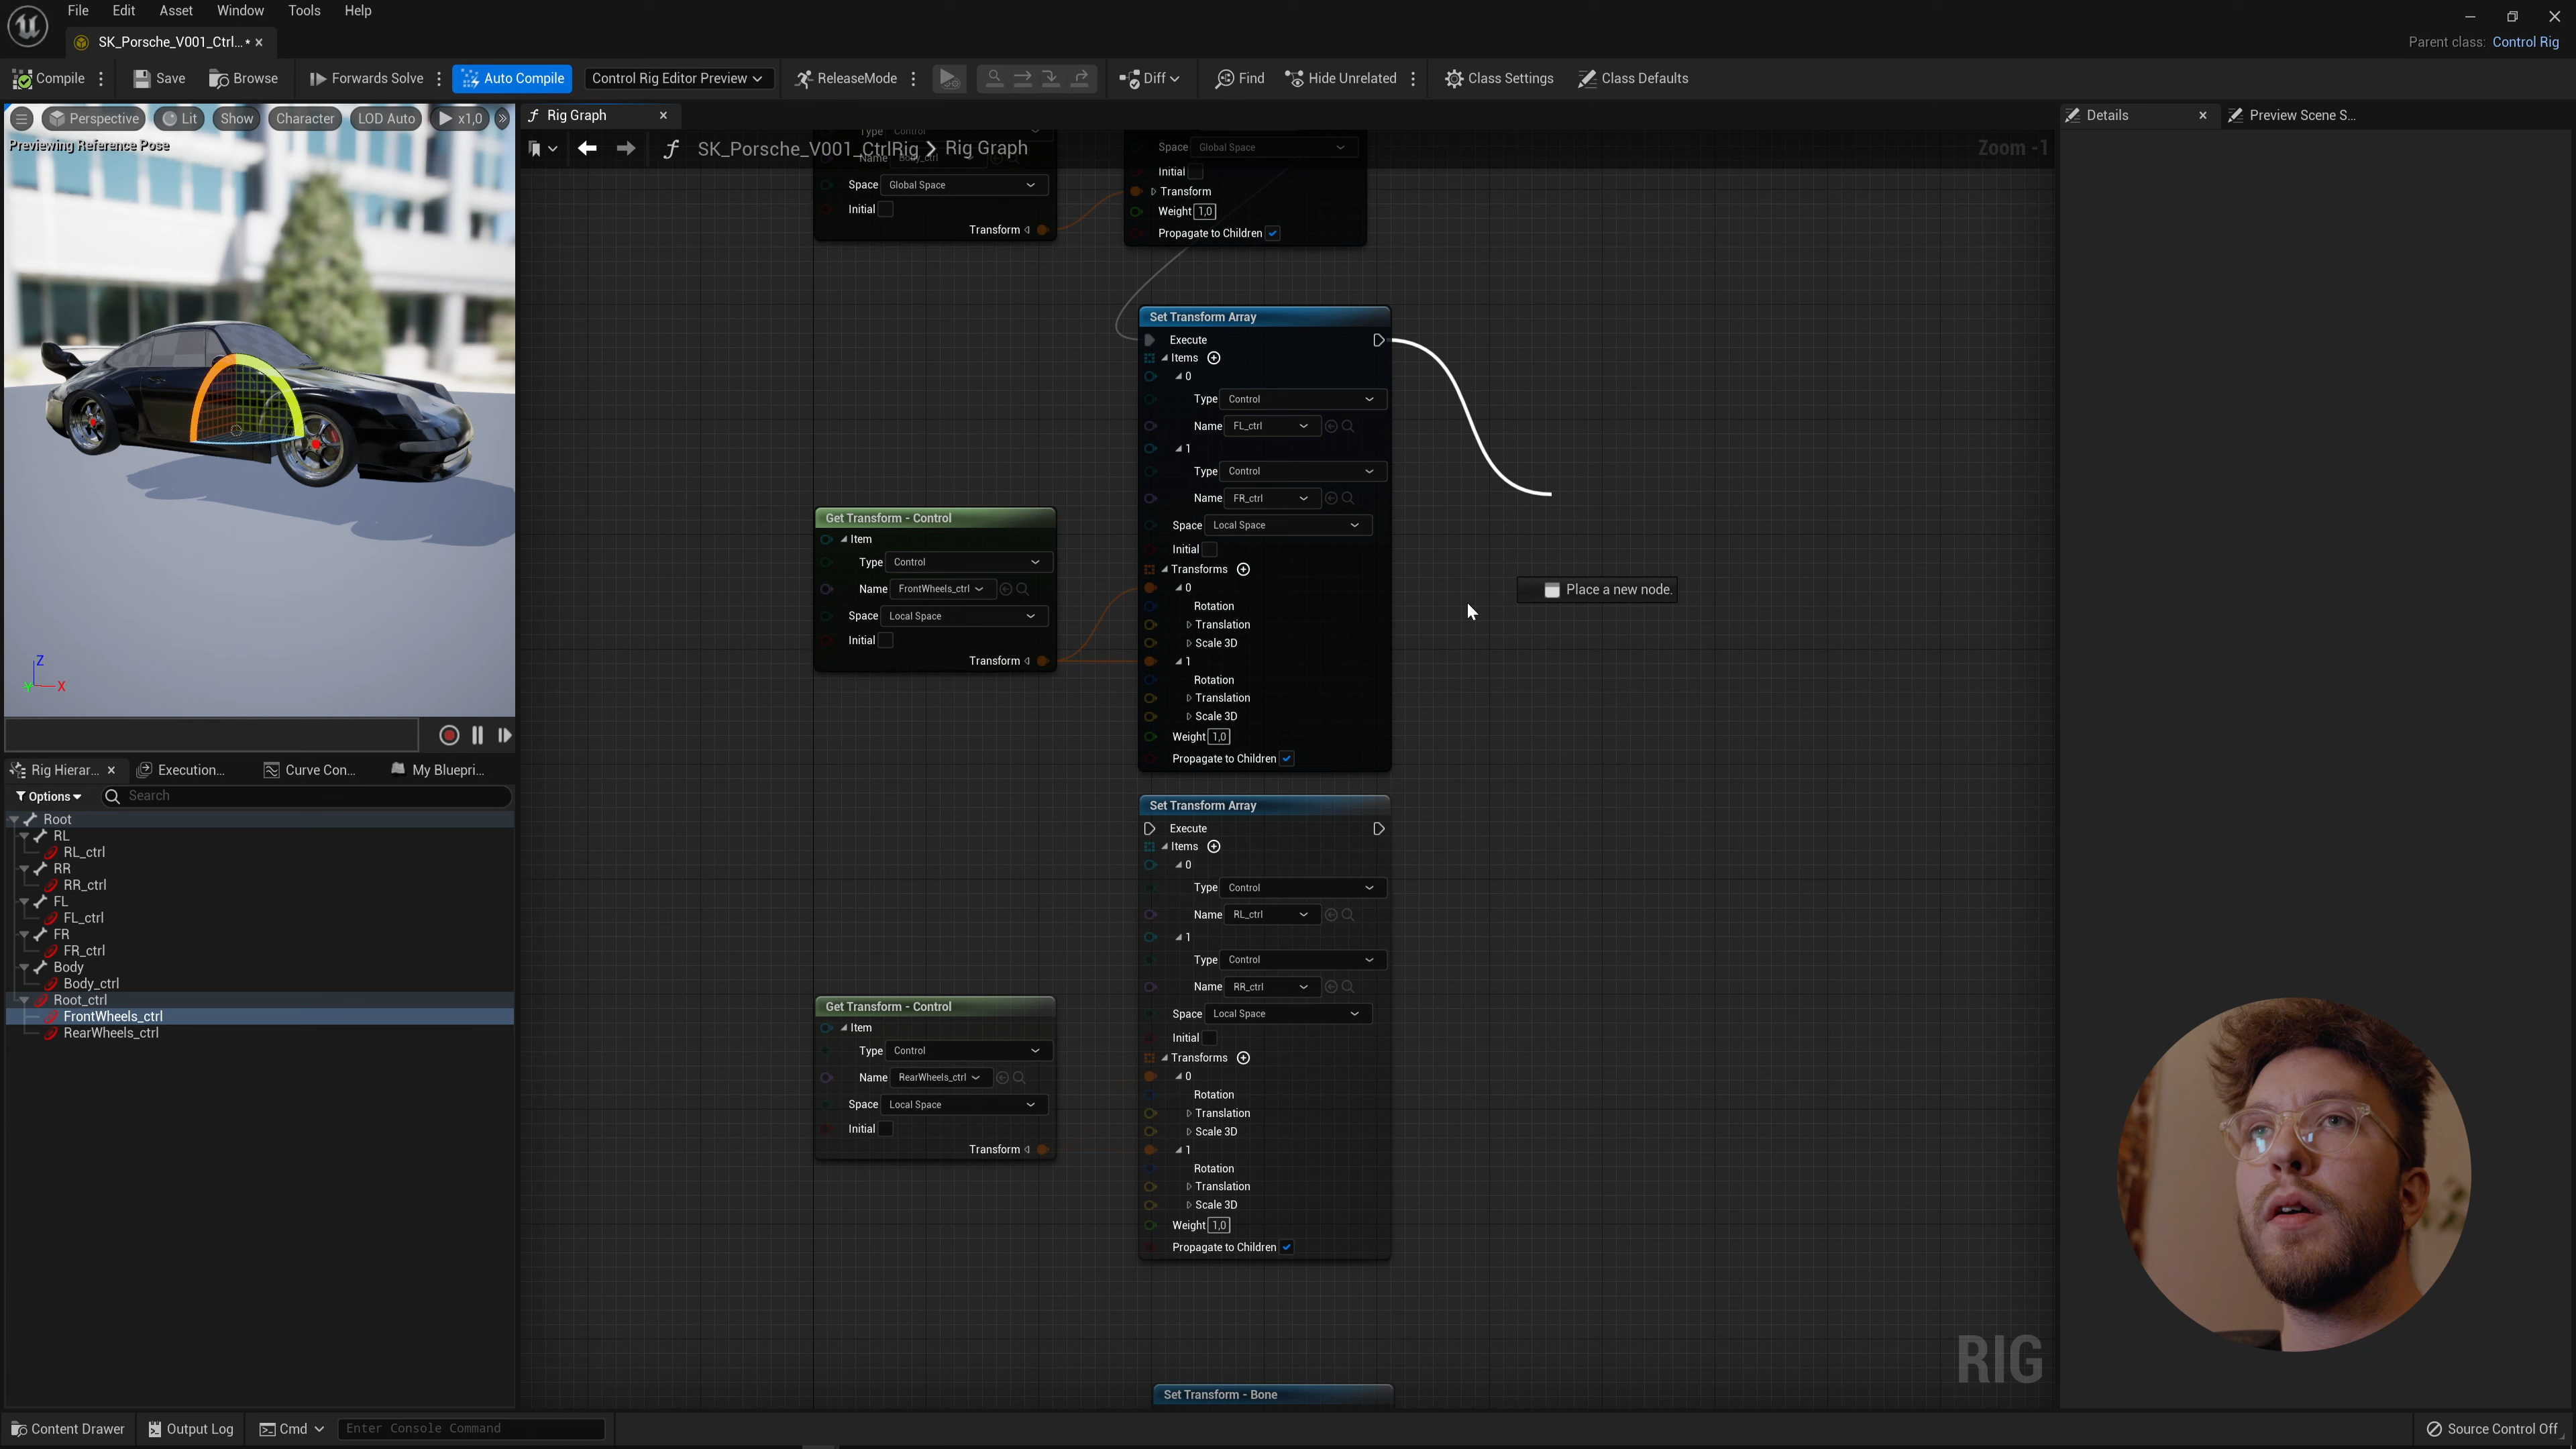 File Edit Asset Window Tools Help
SK_Porsche_V001_Ctrl...*
Parent class: Control Rig
Compile Save Browse Forwards Solve Auto Compile Control Rig Editor Preview ReleaseMode Diff Find Hide Unrelated Class Settings Class Defaults
Perspective Lit Show Character LOD Auto x1,0
Previewing Reference Pose
Z
Y
X
Rig Graph
SK_Porsche_V001_CtrlRig > Rig Graph
Zoom -1
Details
Preview Scene S...
Type Control
Name Body_ctrl
Space Global Space
Initial
Transform
Space Global Space
Initial
Transform
Weight 1,0
Propagate to Children
Set Transform Array
Execute
Items
0
Type Control
Name FL_ctrl
1
Type Control
Name FR_ctrl
Space Local Space
Initial
Transforms
0
Rotation
Translation
Scale 3D
1
Rotation
Translation
Scale 3D
Weight 1,0
Propagate to Children
Get Transform - Control
Item
Type Control
Name FrontWheels_ctrl
Space Local Space
Initial
Transform
Place a new node.
Set Transform Array
Execute
Items
0
Type Control
Name RL_ctrl
1
Type Control
Name RR_ctrl
Space Local Space
Initial
Transforms
0
Rotation
Translation
Scale 3D
1
Rotation
Translation
Scale 3D
Weight 1,0
Propagate to Children
Get Transform - Control
Item
Type Control
Name RearWheels_ctrl
Space Local Space
Initial
Transform
Set Transform - Bone
RIG
Rig Hierar... Execution... Curve Con... My Bluepri...
Options Search
Root
RL
RL_ctrl
RR
RR_ctrl
FL
FL_ctrl
FR
FR_ctrl
Body
Body_ctrl
Root_ctrl
FrontWheels_ctrl
RearWheels_ctrl
Content Drawer Output Log Cmd Enter Console Command
Source Control Off